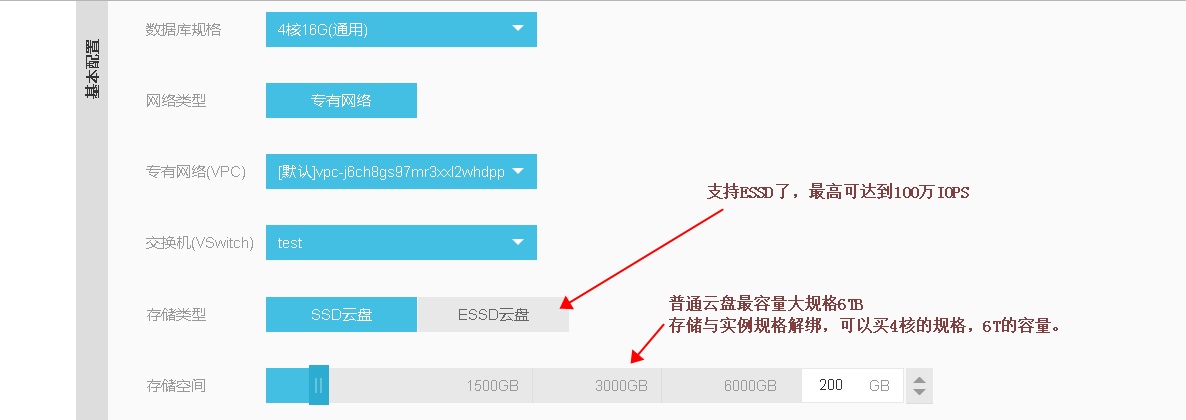 数据库规格
4核16G(通用)
基本配置
网络类型
专有网络
专有网络(VPC)
[默认]vpc-j6ch8gs97mr3xxl2whdpp
支持ESSD了，最高可达到100万IOPS
交换机(VSwitch)
test
存储类型
SSD云盘
ESSD云盘
普通云盘最容量大规格6TB
存储与实例规格解绑，可以买4核的规格，6T的容量。
存储空间
1500GB
3000GB
6000GB
200
GB